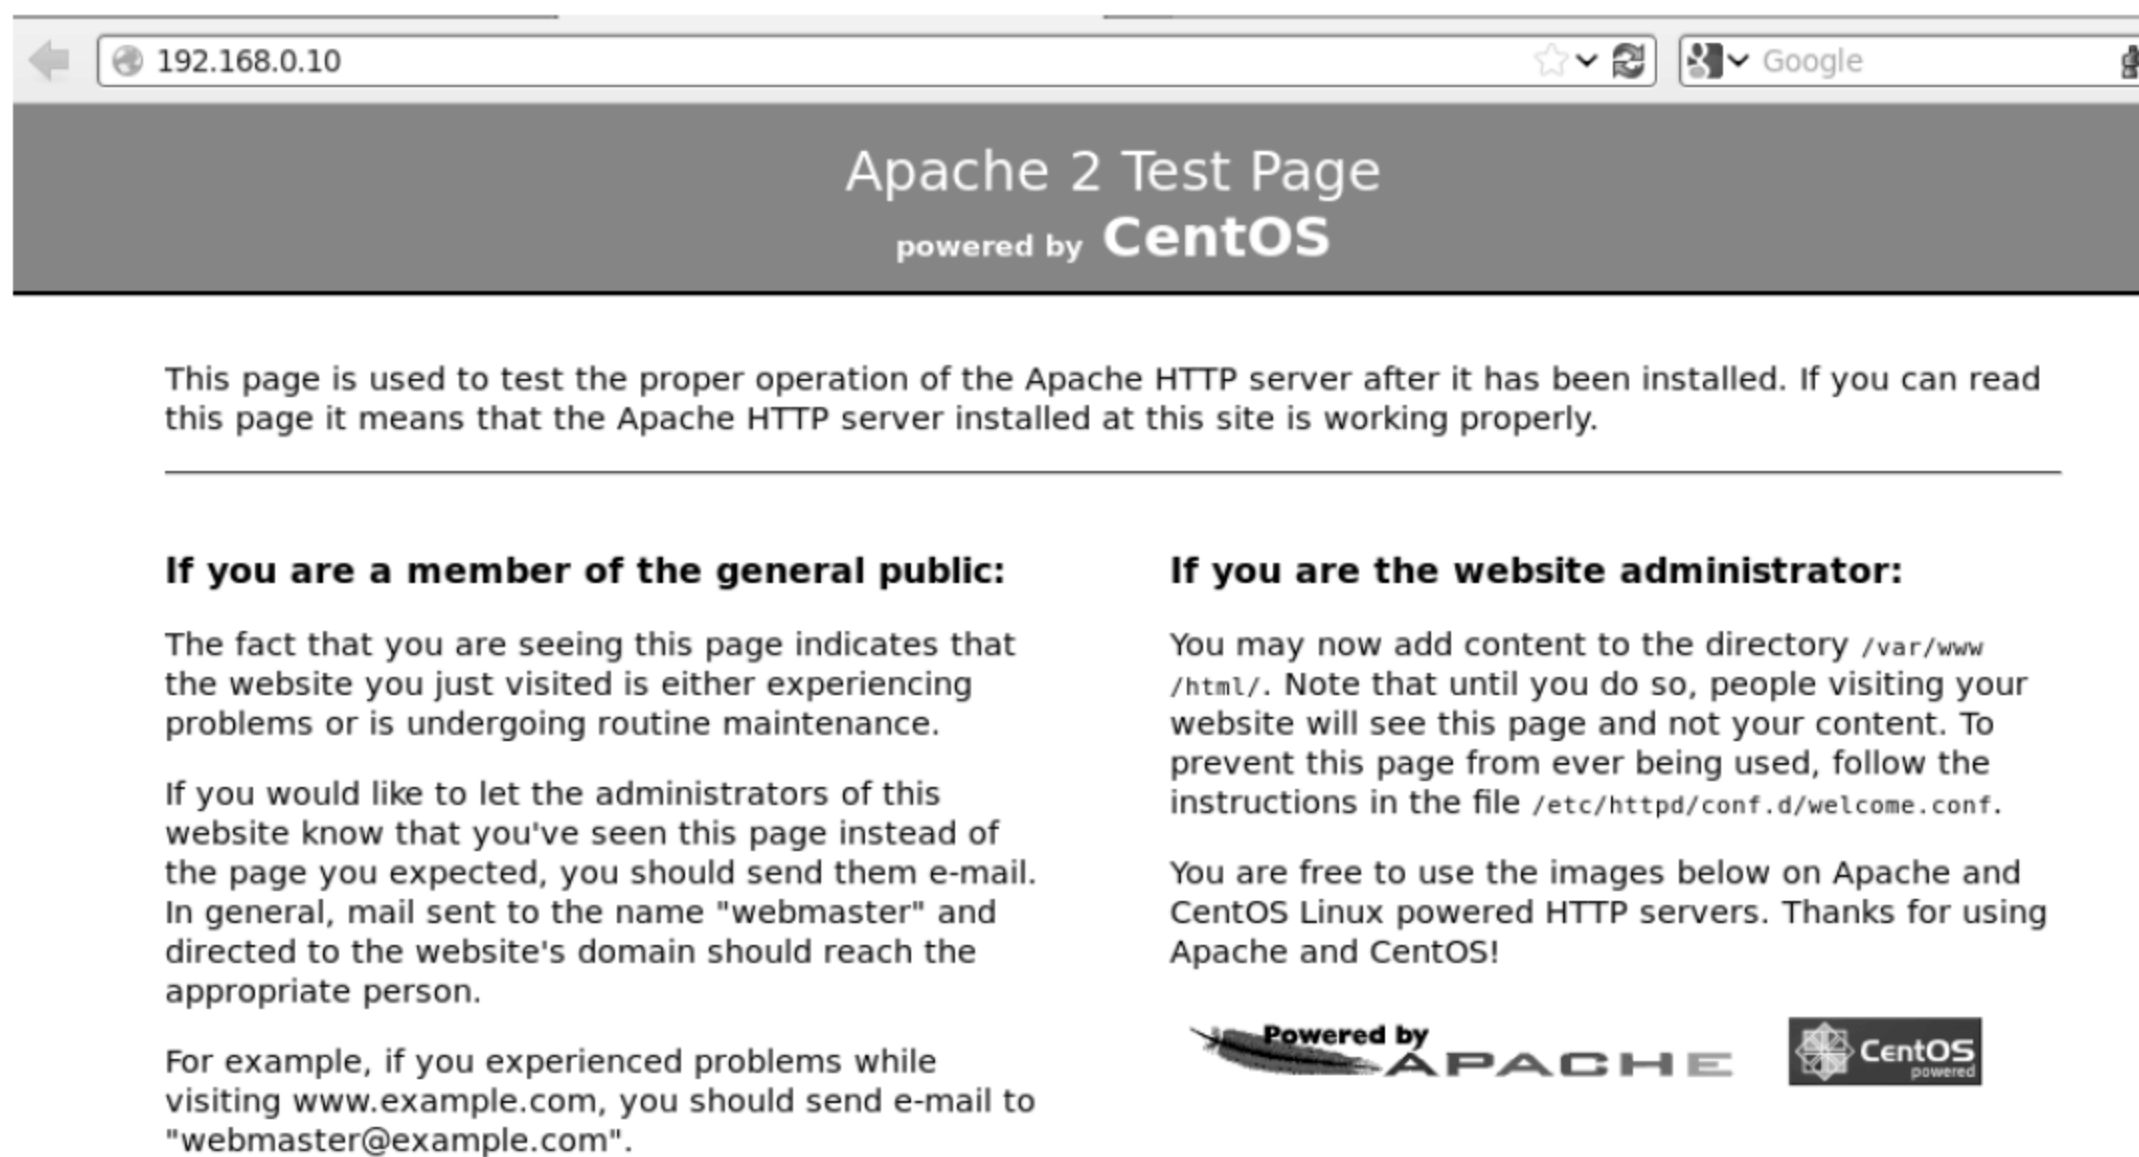 192.168.0.10
Google
Apache 2 Test Page
powered by CentOS
This page is used to test the proper operation of the Apache HTTP server after it has been installed. If you can read
this page it means that the Apache HTTP server installed at this site is working properly.
If you are a member of the general public:
The fact that you are seeing this page indicates that
the website you just visited is either experiencing
problems or is undergoing routine maintenance.
If you would like to let the administrators of this
website know that you've seen this page instead of
the page you expected, you should send them e-mail.
In general, mail sent to the name "webmaster" and
directed to the website's domain should reach the
appropriate person.
For example, if you experienced problems while
visiting www.example.com, you should send e-mail to
"webmaster@example.com".
If you are the website administrator:
You may now add content to the directory /var/www
/html/. Note that until you do so, people visiting your
website will see this page and not your content. To
prevent this page from ever being used, follow the
instructions in the file /etc/httpd/conf.d/welcome.conf.
You are free to use the images below on Apache and
CentOS Linux powered HTTP servers. Thanks for using
Apache and CentOS!
Powered by
APACHE
CentOS
powered